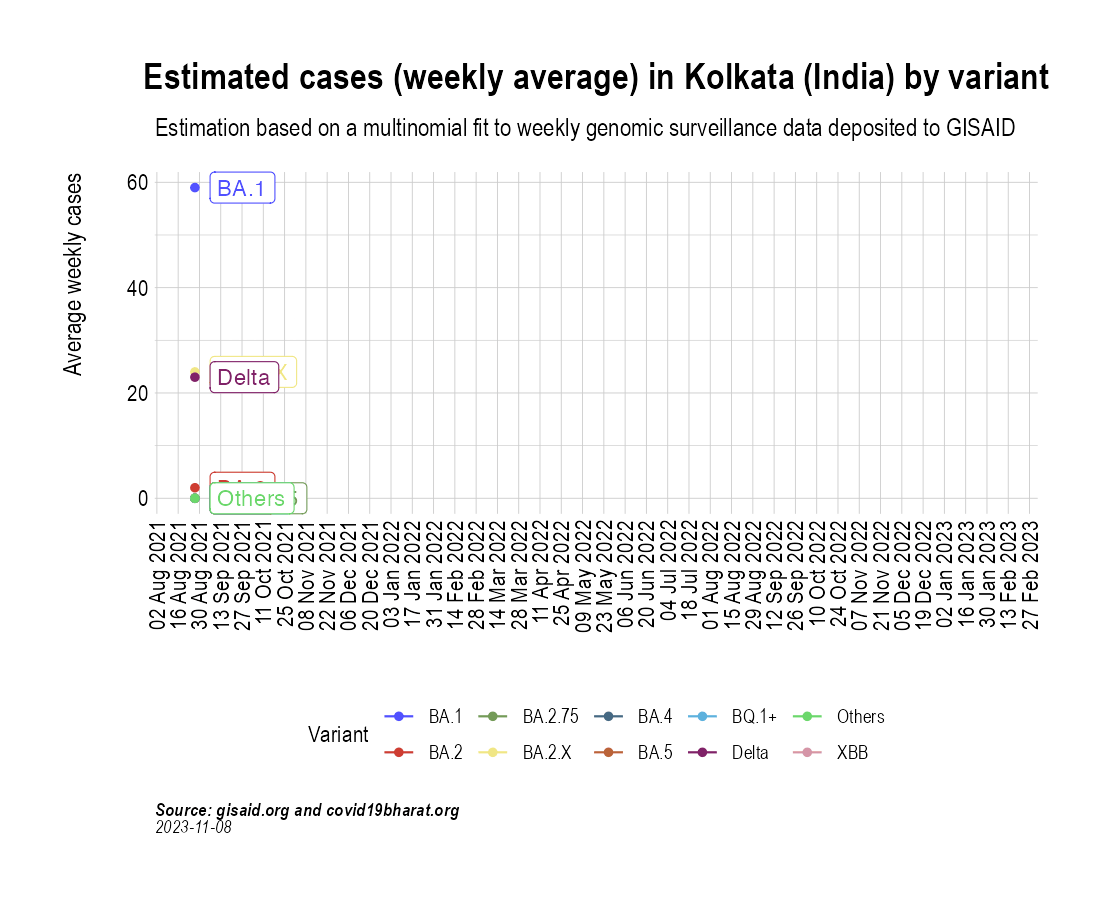 Estimated cases (weekly average) in Kolkata (India) by variant
Estimation based on a multinomial fit to weekly genomic surveillance data deposited to GISAID
Average weekly cases
60
40
20
0
BA.1
X
Delta
Others
5
02 Aug 2021
16 Aug 2021
30 Aug 2021
13 Sep 2021
27 Sep 2021
11 Oct 2021
25 Oct 2021
08 Nov 2021
22 Nov 2021
06 Dec 2021
20 Dec 2021
03 Jan 2022
17 Jan 2022
31 Jan 2022
14 Feb 2022
28 Feb 2022
14 Mar 2022
28 Mar 2022
11 Apr 2022
25 Apr 2022
09 May 2022
23 May 2022
06 Jun 2022
20 Jun 2022
04 Jul 2022
18 Jul 2022
01 Aug 2022
15 Aug 2022
29 Aug 2022
12 Sep 2022
26 Sep 2022
10 Oct 2022
24 Oct 2022
07 Nov 2022
21 Nov 2022
05 Dec 2022
19 Dec 2022
02 Jan 2023
16 Jan 2023
30 Jan 2023
13 Feb 2023
27 Feb 2023
Variant
BA.1 BA.2.75 BA.4 BQ.1+ Others
BA.2 BA.2.X BA.5 Delta XBB
Source: gisaid.org and covid19bharat.org
2023-11-08